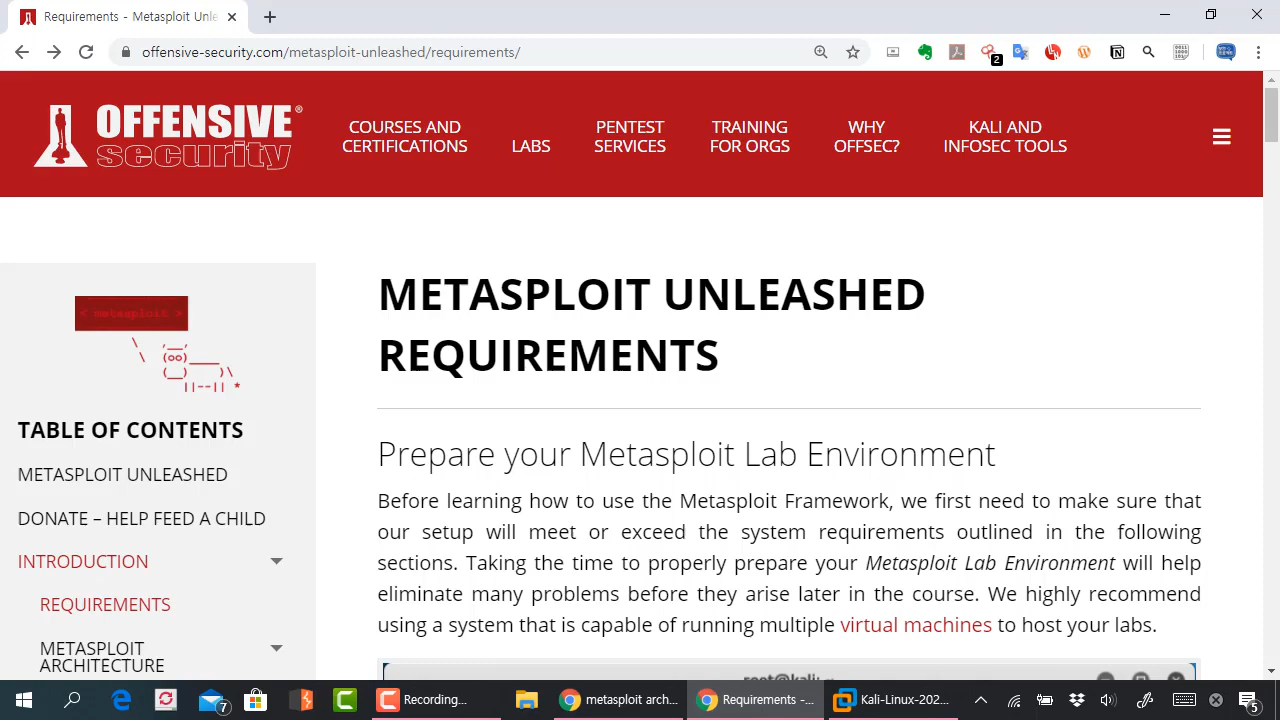 Requirements - Metasploit Unle
offensive-security.com/metasploit-unleashed/requirements/
2
OFFENSIVE®
security
COURSES AND
CERTIFICATIONS
LABS
PENTEST
SERVICES
TRAINING
FOR ORGS
WHY
OFFSEC?
KALI AND
INFOSEC TOOLS
< metasploit >
TABLE OF CONTENTS
METASPLOIT UNLEASHED
DONATE – HELP FEED A CHILD
INTRODUCTION
REQUIREMENTS
METASPLOIT
ARCHITECTURE
METASPLOIT UNLEASHED
REQUIREMENTS
Prepare your Metasploit Lab Environment
Before learning how to use the Metasploit Framework, we first need to make sure that
our setup will meet or exceed the system requirements outlined in the following
sections. Taking the time to properly prepare your Metasploit Lab Environment will help
eliminate many problems before they arise later in the course. We highly recommend
using a system that is capable of running multiple virtual machines to host your labs.
Recording...
metasploit arch...
Requirements -...
Kali-Linux-202...
7
5